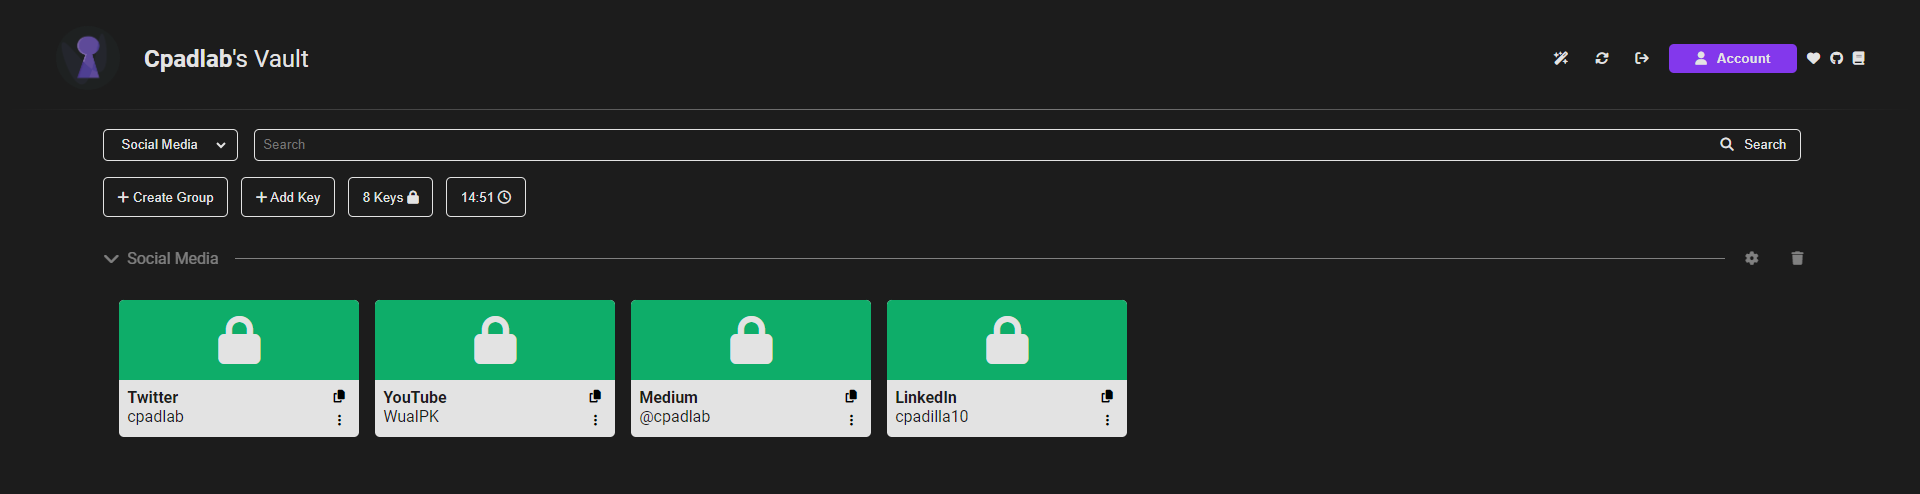 Cpadlab's Vault
Account
Social Media
Search
Search
Create Group
Add Key
8 Keys
14:51
Social Media
Twitter
cpadlab
YouTube
WualPK
Medium
@cpadlab
LinkedIn
cpadilla10